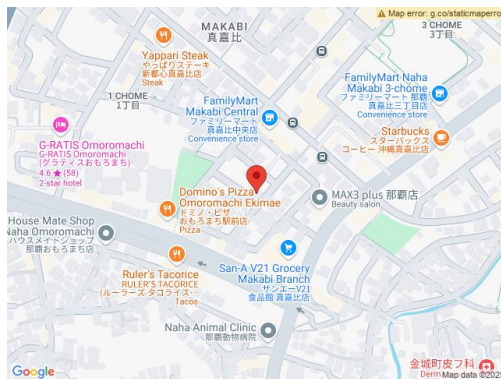 Map error: g.co/staticmaperro
MAKABI
真嘉比
3 CHOME
3丁目
Yappari Steak
やっぱりステーキ
新都心真嘉比店
Steak
1 CHOME
1丁目
FamilyMart Naha
Makabi 3-chome
ファミリーマート 那覇
真嘉比三丁目店
Convenience store
FamilyMart
Makabi Central
ファミリーマート
真嘉比中央店
Convenience store
Starbucks
スターバックス
コーヒー 沖縄真嘉比店
G-RATIS Omoromachi
G-RATIS Omoromachi
(グラティスおもろまち)
4.6 ★ (58)
2-star hotel
Domino's Pizza
Omoromachi Ekimae
ドミノ・ピザ
おもろまち駅前店
Pizza
MAX3 plus 那覇店
Beauty salon
House Mate Shop
Naha Omoromachi
ハウスメイトショップ
那覇おもろまち店
San-A V21 Grocery
Makabi Branch
サンエーV21
食品館 真嘉比店
Ruler's Tacorice
RULER'S TACORICE
(ルーラーズ・タコライス…
Tacos
Naha Animal Clinic
那覇動物病院
金城町皮フ科
Derm
Google
Map data ©2025